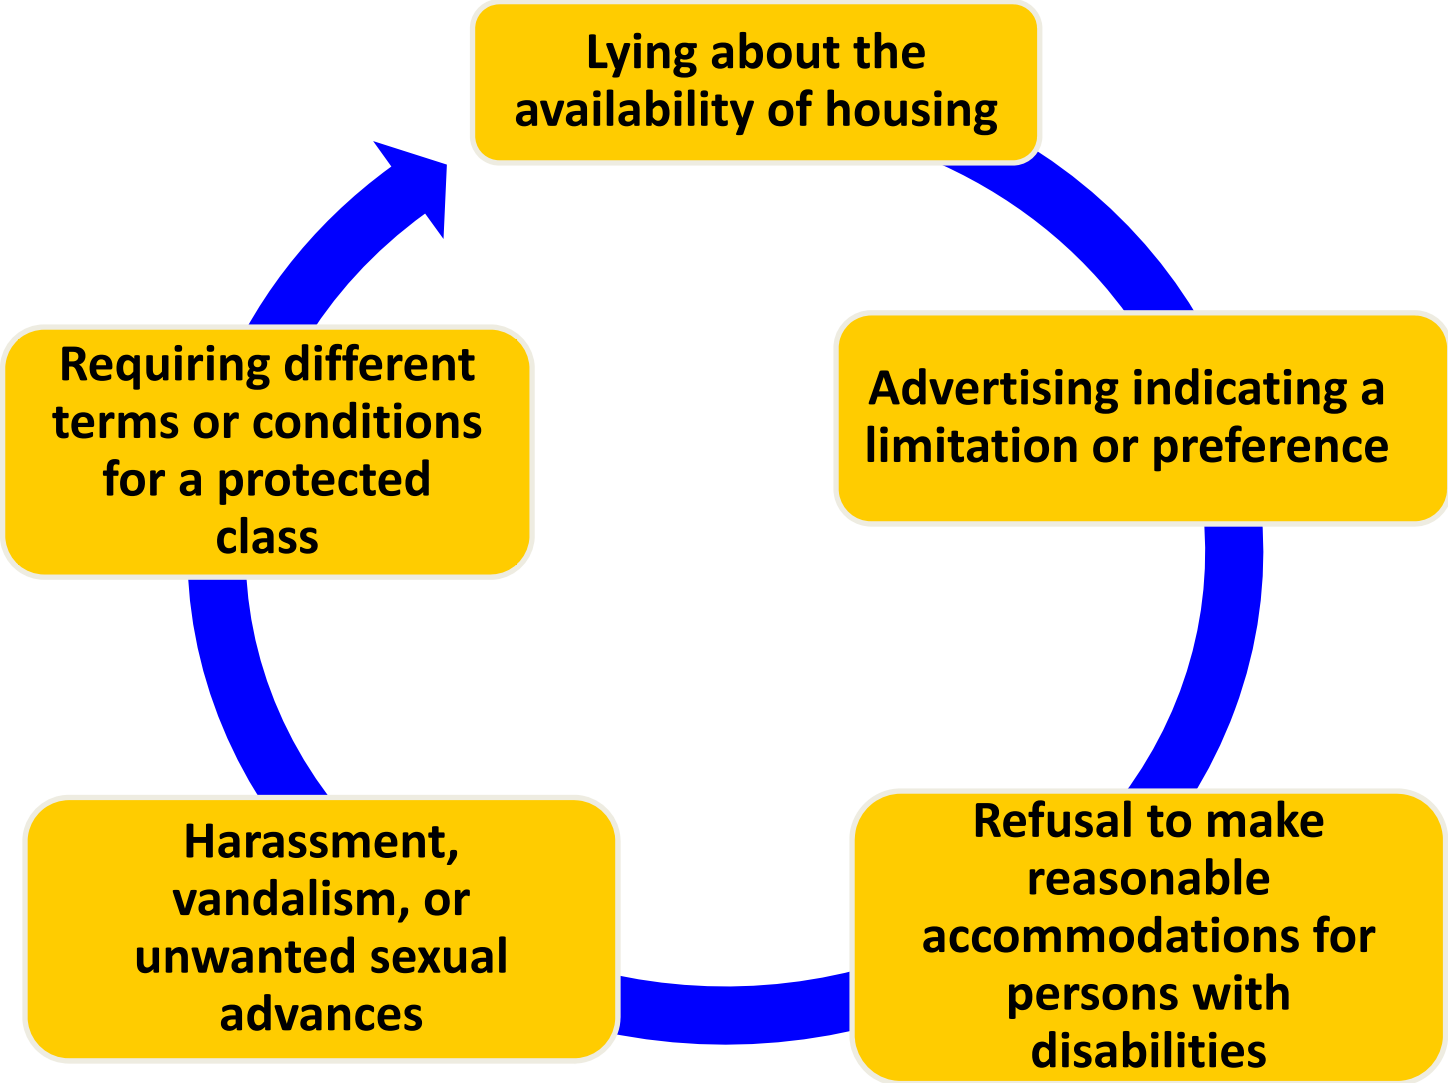 Lying about the
availability of housing
Advertising indicating a
limitation or preference
Refusal to make
reasonable
accommodations for
persons with
disabilities
Harassment,
vandalism, or
unwanted sexual
advances
Requiring different
terms or conditions
for a protected
class